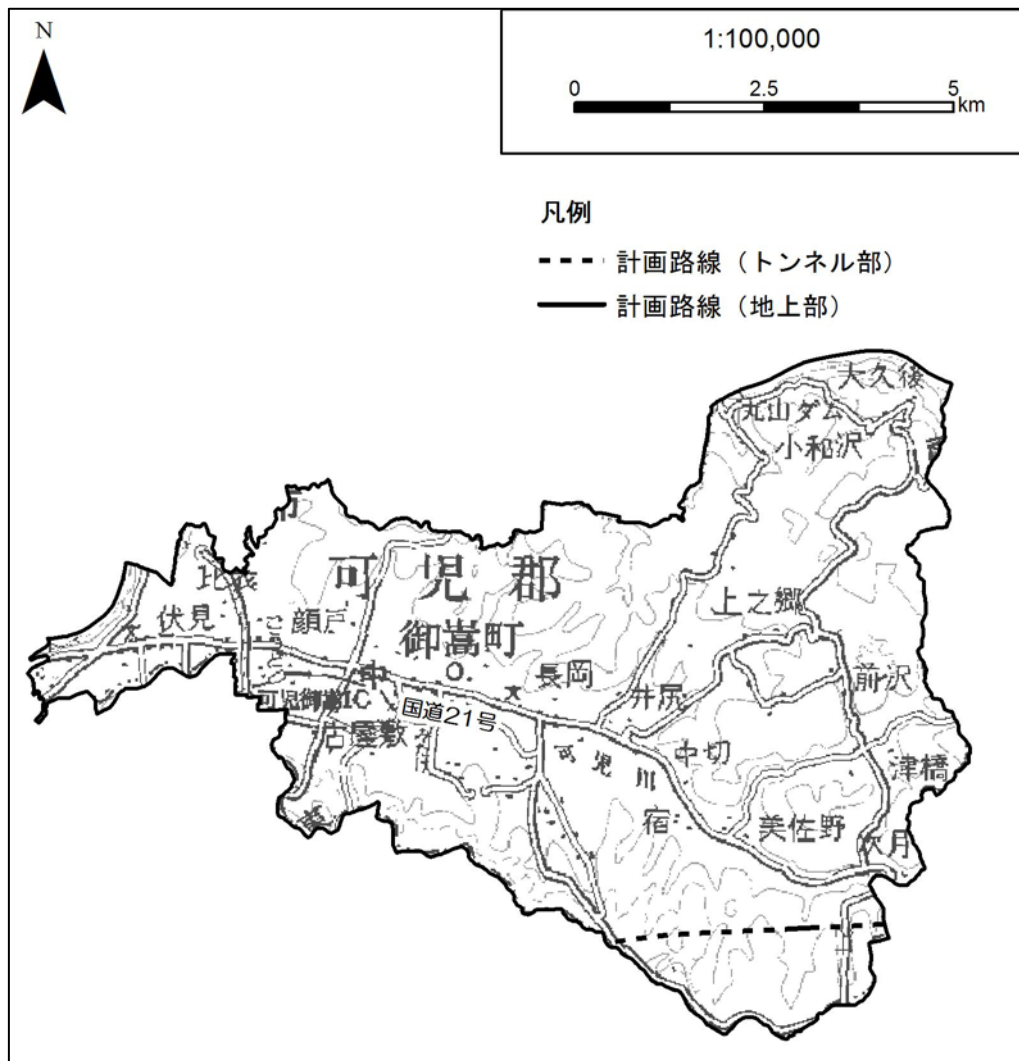 N
1:100,000
0 2.5 5
km
凡例
計画路線（トンネル部）
計画路線（地上部）
大久後
丸山ダム
小和沢
可児郡
比衣
上之郷
伏見
顔戸
御嵩町
中
長岡
井尻
前沢
可児御嵩IC
国道21号
古屋敷
可児川
中切
津橋
宿
美佐野
次月